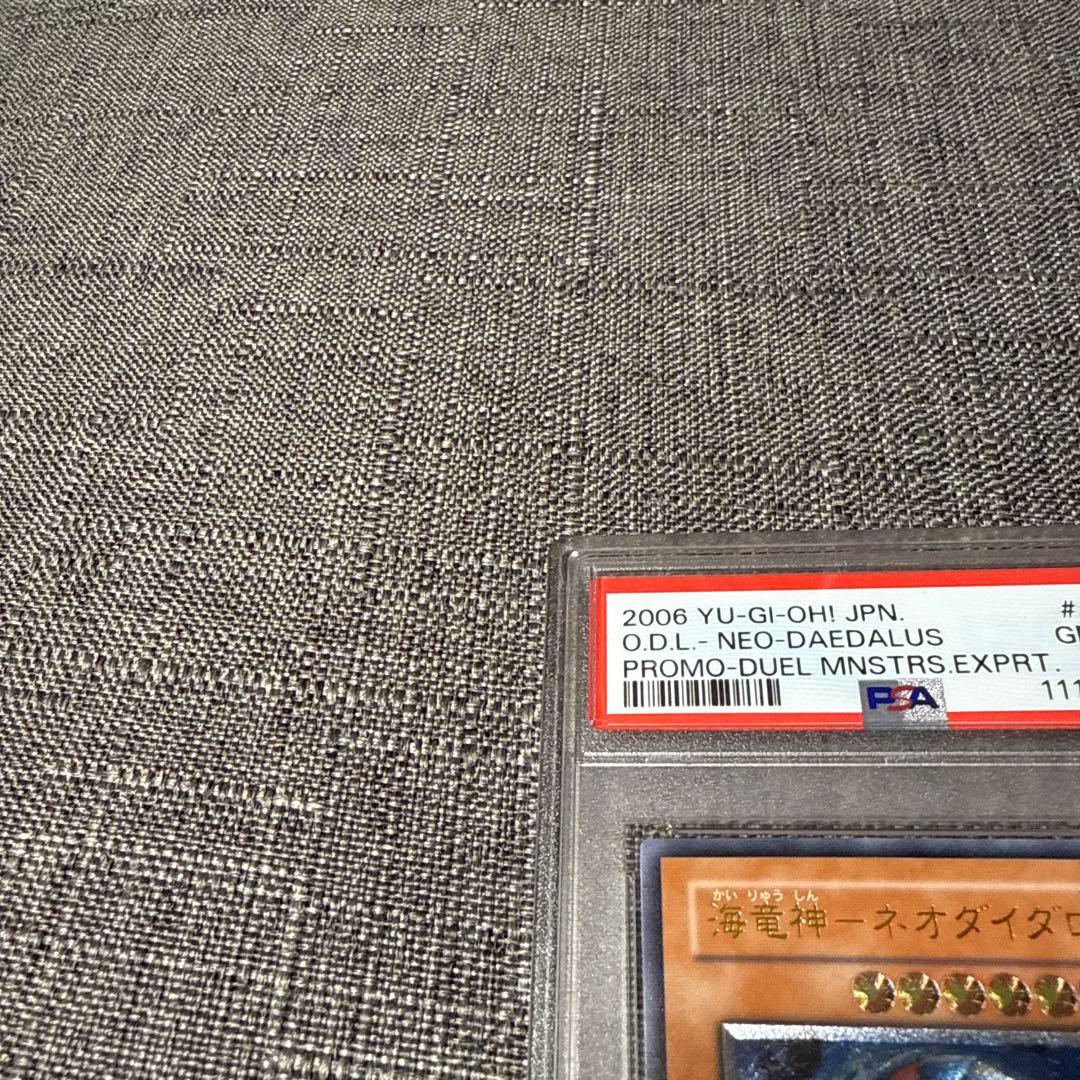 2006 YU-GI-OH! JPN. #
O.D.L.- NEO-DAEDALUS
PROMO-DUEL MNSTRS.EXPRT.
PSA
かい りゅう しん
海竜神－ネオダイダロ